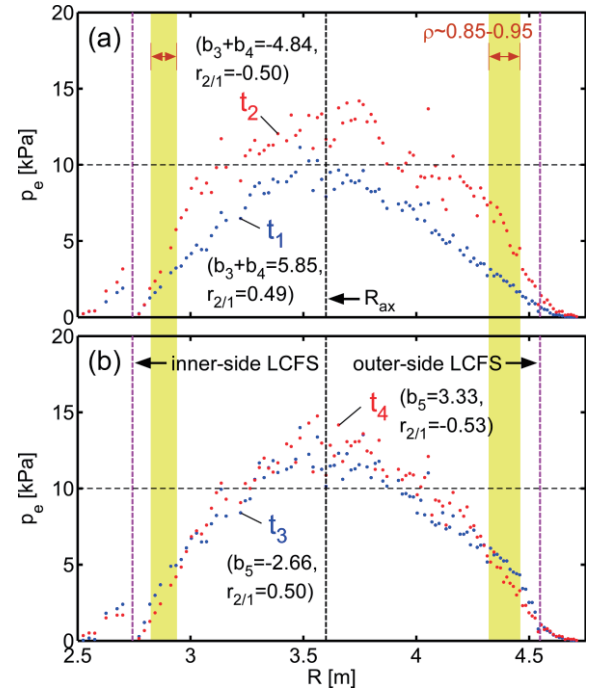 20
(a)
(b₃+b₄=-4.84,
r₂/₁=-0.50)
ρ~0.85-0.95
15
t₂
10
pₑ [kPa]
5
t₁
(b₃+b₄=5.85,
r₂/₁=0.49)
Rₐₓ
0
20
(b)
inner-side LCFS
outer-side LCFS
15
t₄
(b₅=3.33,
r₂/₁=-0.53)
10
pₑ [kPa]
t₃
5
(b₅=-2.66,
r₂/₁=0.50)
0
2.5 3 3.5 4 4.5
R [m]